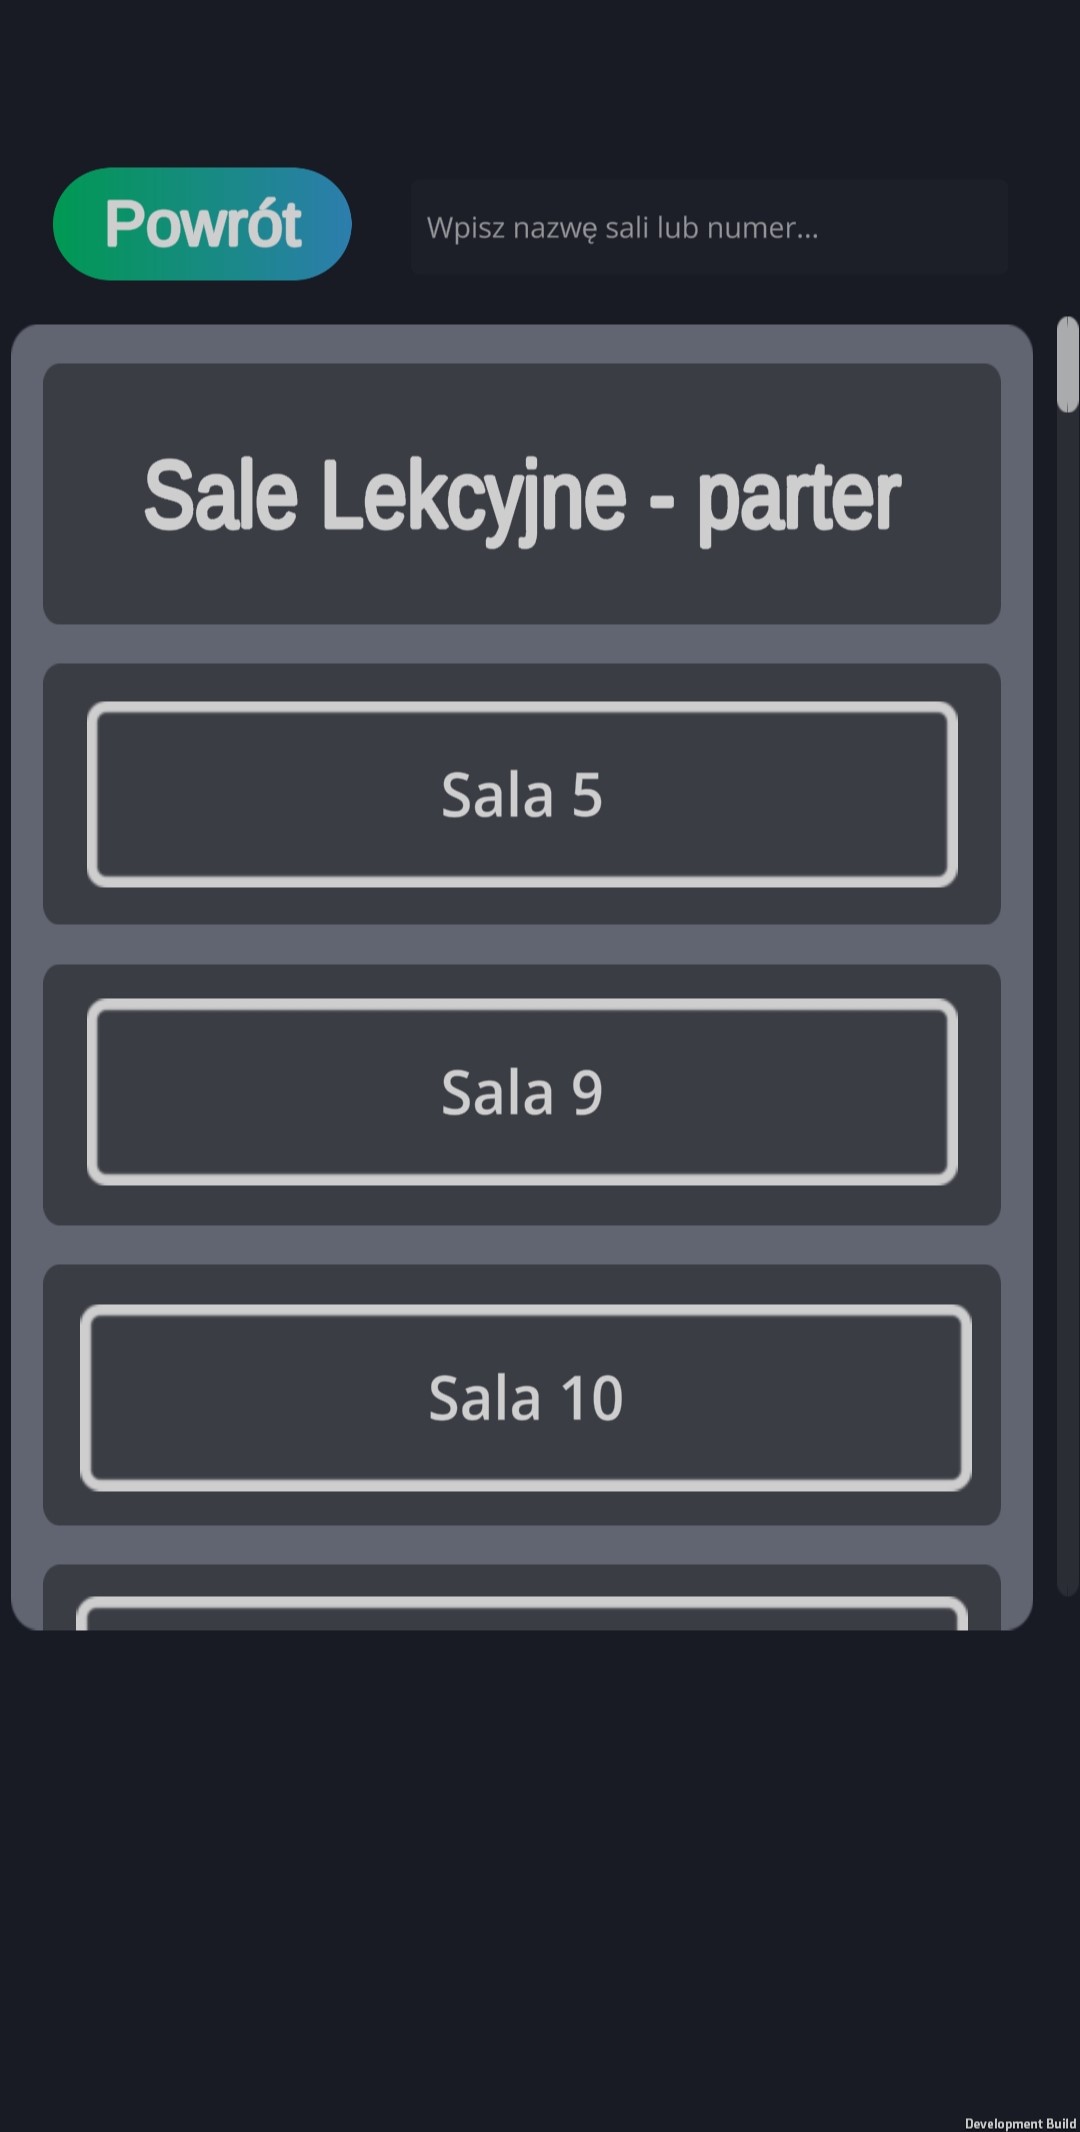 Powrót
Wpisz nazwę sali lub numer...
Sale Lekcyjne - parter
Sala 5
Sala 9
Sala 10
Development Build